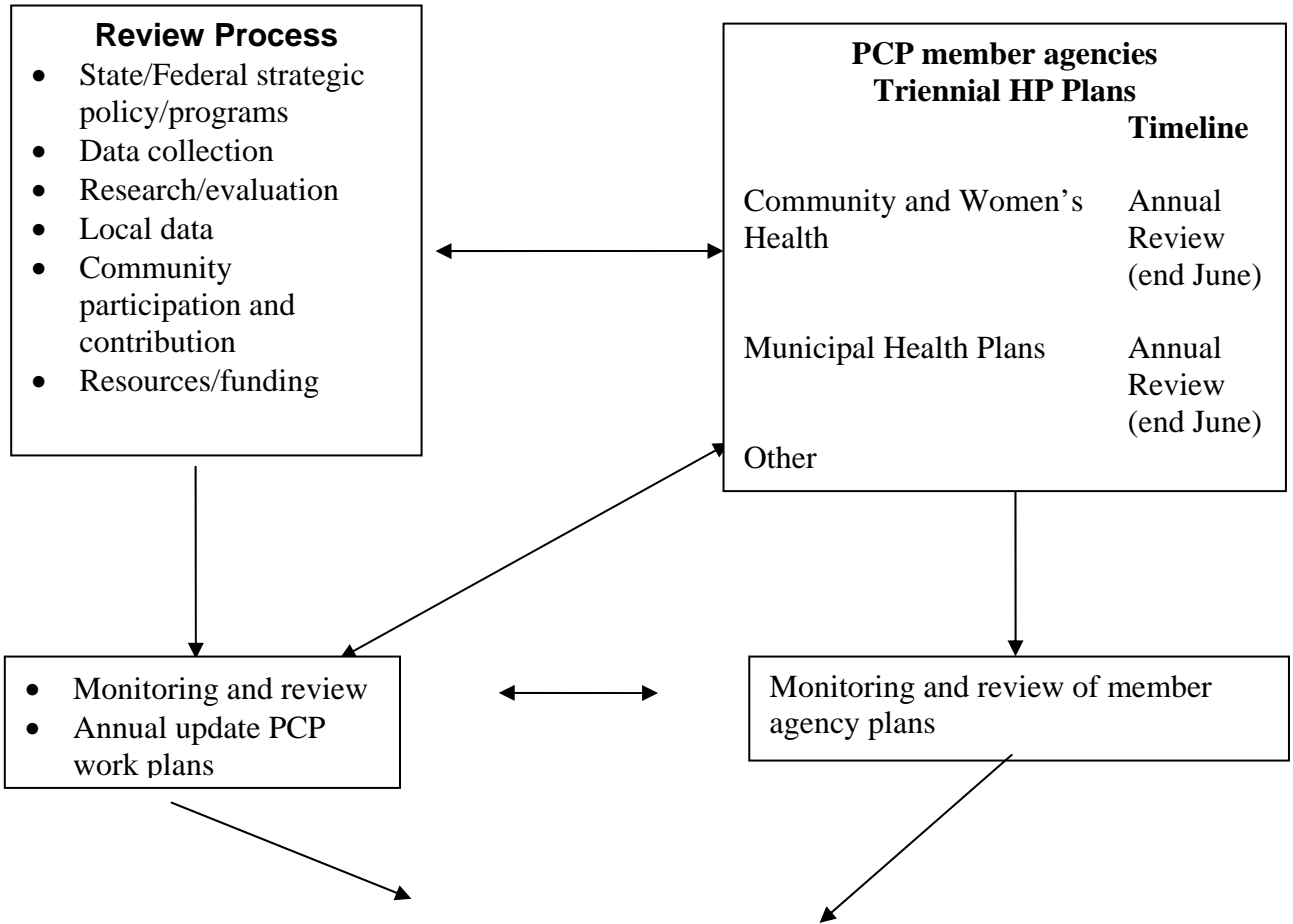 Review Process
• State/Federal strategic
policy/programs
• Data collection
• Research/evaluation
• Local data
• Community
participation and
contribution
• Resources/funding
PCP member agencies
Triennial HP Plans
Timeline
Community and Women’s Annual
Health Review
(end June)
Municipal Health Plans Annual
Review
(end June)
Other
• Monitoring and review
• Annual update PCP
work plans
Monitoring and review of member
agency plans